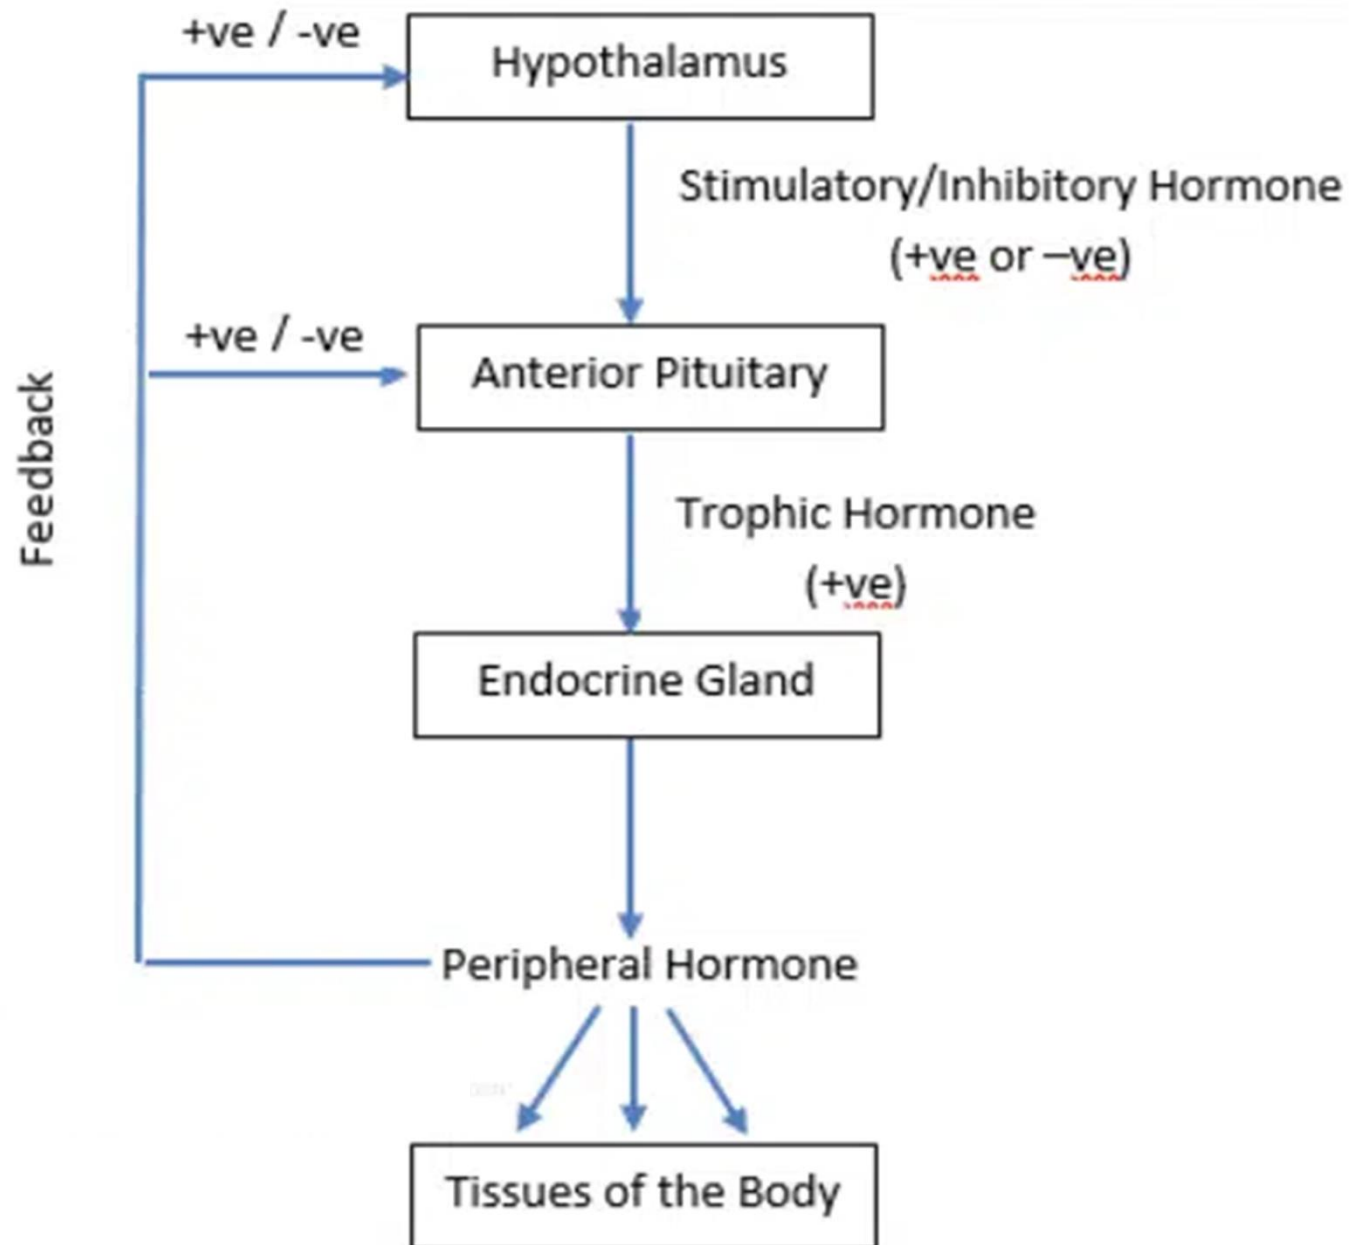 +ve / -ve
Hypothalamus
Stimulatory/Inhibitory Hormone
(+ve or –ve)
+ve / -ve
Anterior Pituitary
Feedback
Trophic Hormone
(+ve)
Endocrine Gland
Peripheral Hormone
Tissues of the Body